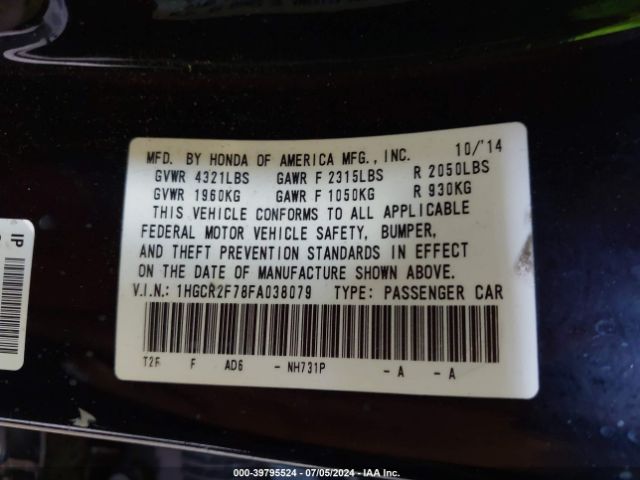 MFD. BY HONDA OF AMERICA MFG., INC. 10/'14
GVWR 4321LBS GAWR F 2315LBS R 2050LBS
GVWR 1960KG GAWR F 1050KG R 930KG
THIS VEHICLE CONFORMS TO ALL APPLICABLE
FEDERAL MOTOR VEHICLE SAFETY, BUMPER,
AND THEFT PREVENTION STANDARDS IN EFFECT
ON THE DATE OF MANUFACTURE SHOWN ABOVE.
V.I.N.: 1HGCR2F78FA038079 TYPE: PASSENGER CAR
F AD6 - NH731P - A - A
IP
000-39795524 - 07/05/2024 - IAA Inc.